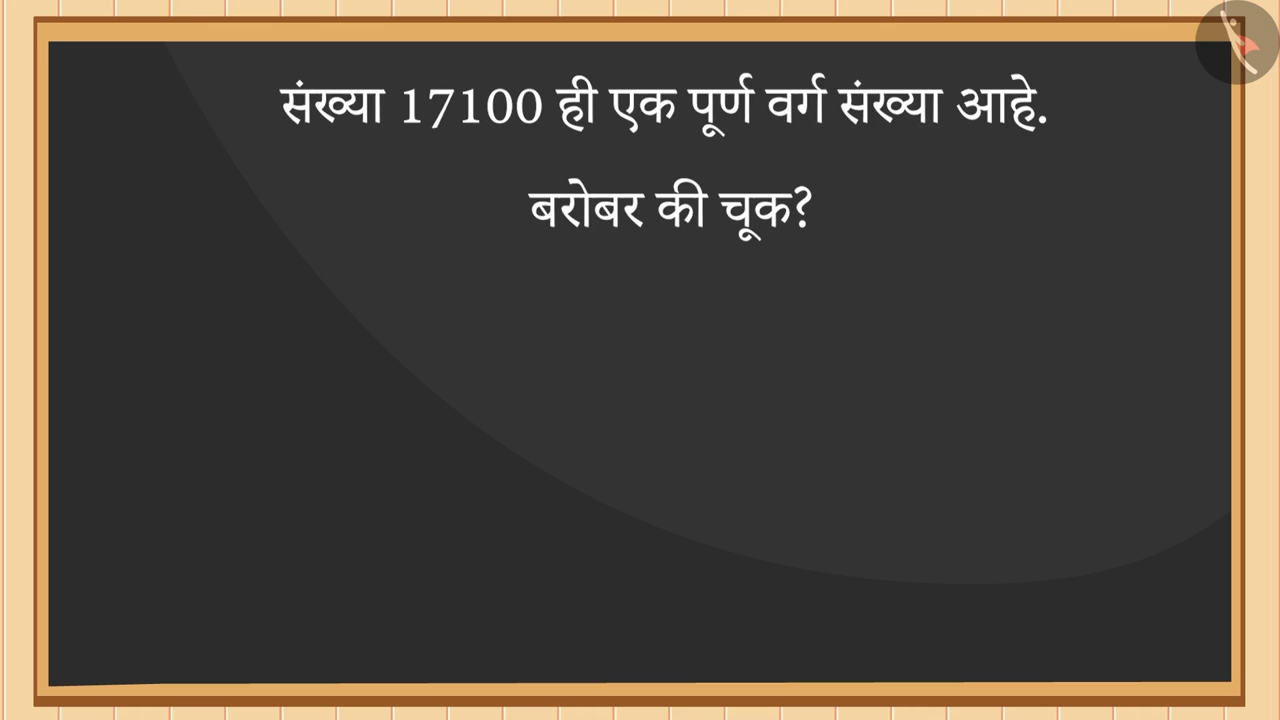 संख्या 17100 ही एक पूर्ण वर्ग संख्या आहे.
बरोबर की चूक?